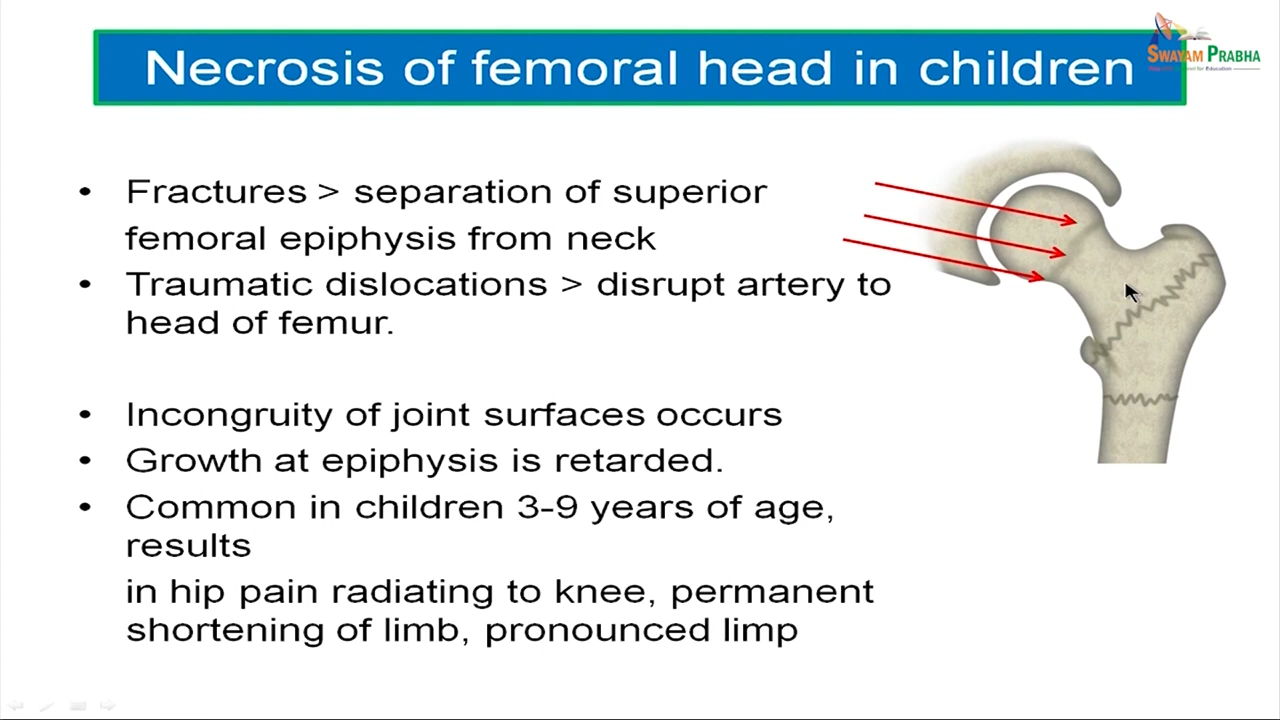 Necrosis of femoral head in children
SWAYAM PRABHA
• Fractures > separation of superior
femoral epiphysis from neck
• Traumatic dislocations > disrupt artery to
head of femur.
• Incongruity of joint surfaces occurs
• Growth at epiphysis is retarded.
• Common in children 3-9 years of age,
results
in hip pain radiating to knee, permanent
shortening of limb, pronounced limp